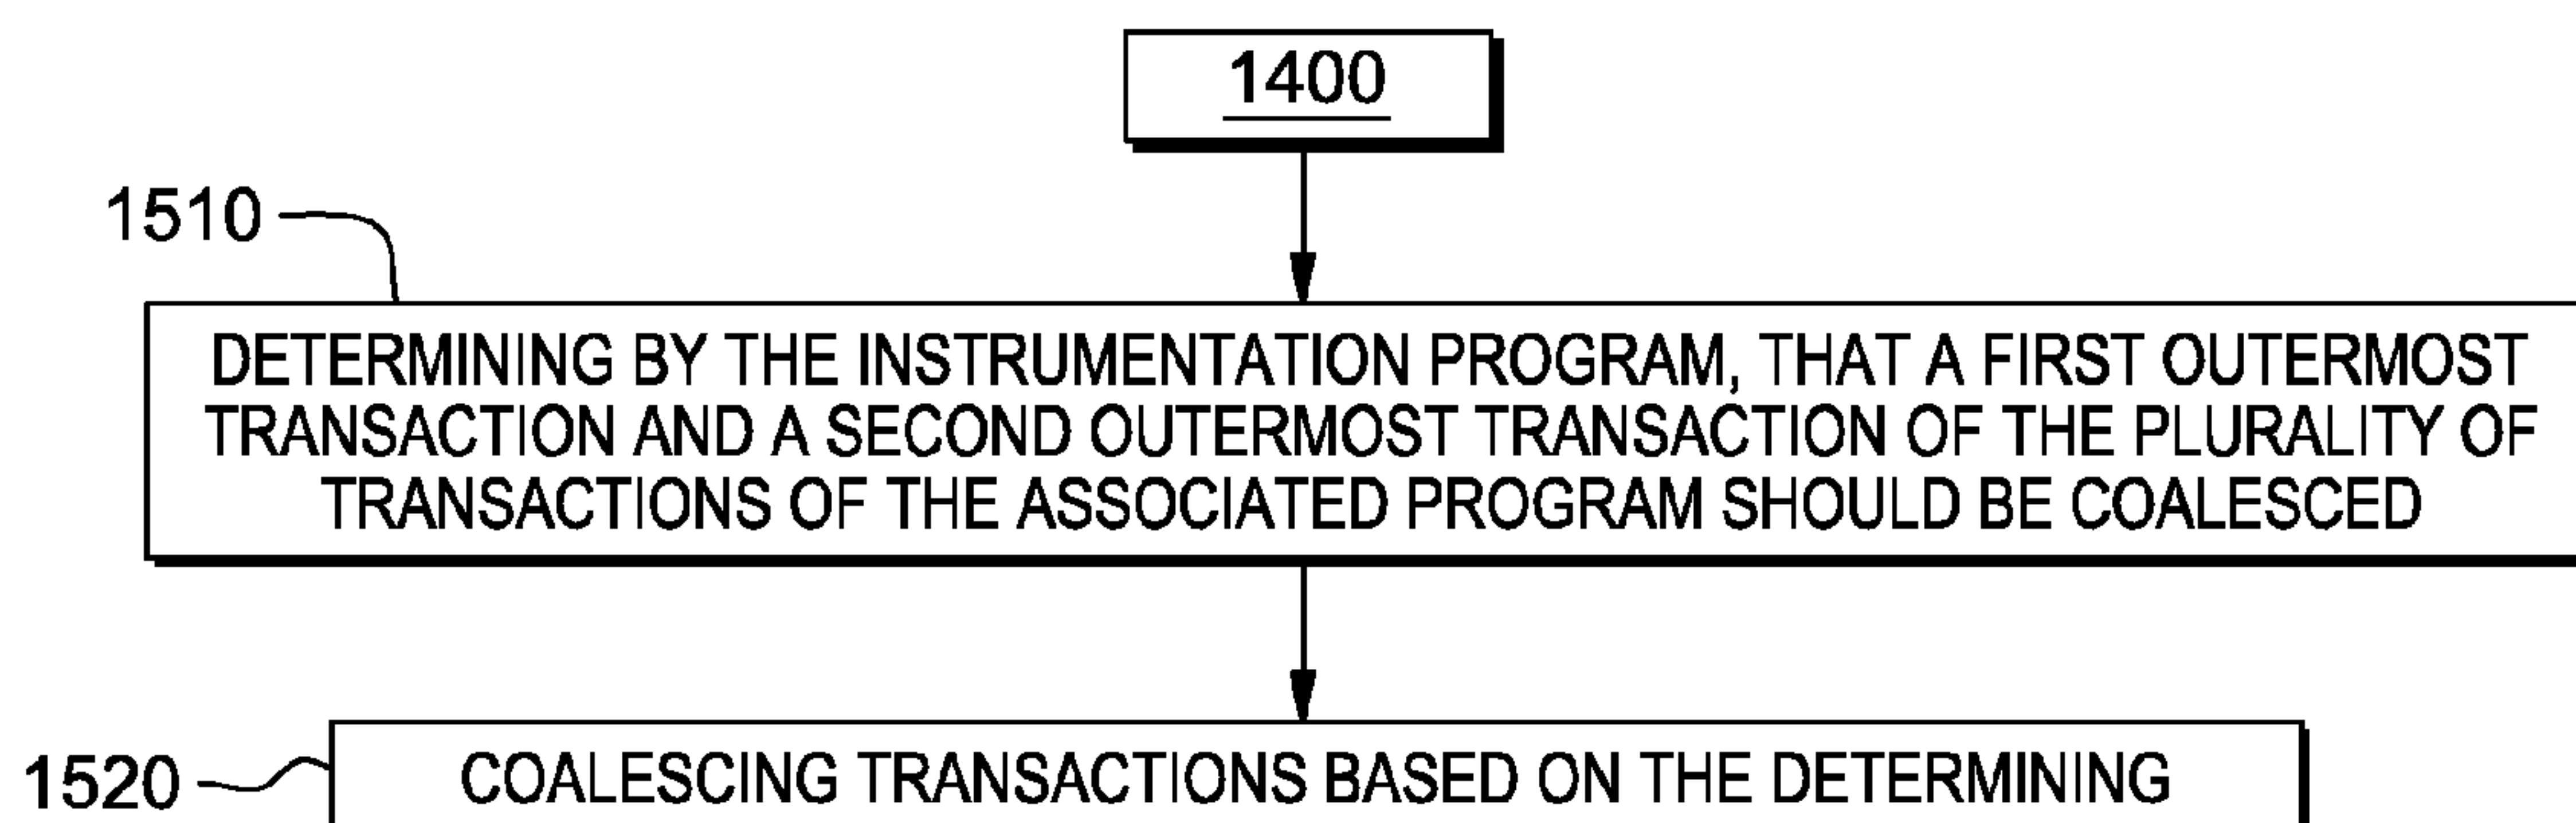 1400
1510
DETERMINING BY THE INSTRUMENTATION PROGRAM, THAT A FIRST OUTERMOST
TRANSACTION AND A SECOND OUTERMOST TRANSACTION OF THE PLURALITY OF
TRANSACTIONS OF THE ASSOCIATED PROGRAM SHOULD BE COALESCED
1520
COALESCING TRANSACTIONS BASED ON THE DETERMINING